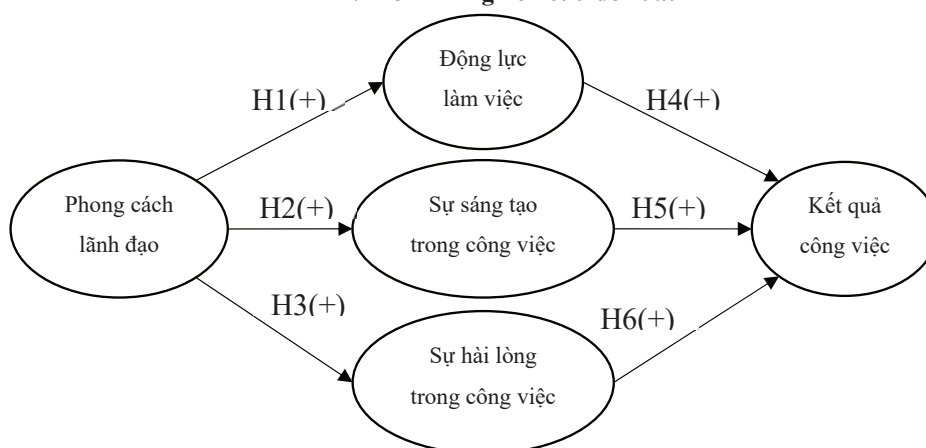 Động lực
làm việc
H1(+)
H4(+)
Phong cách
lãnh đạo
H2(+)
Sự sáng tạo
trong công việc
H5(+)
Kết quả
công việc
H3(+)
H6(+)
Sự hài lòng
trong công việc